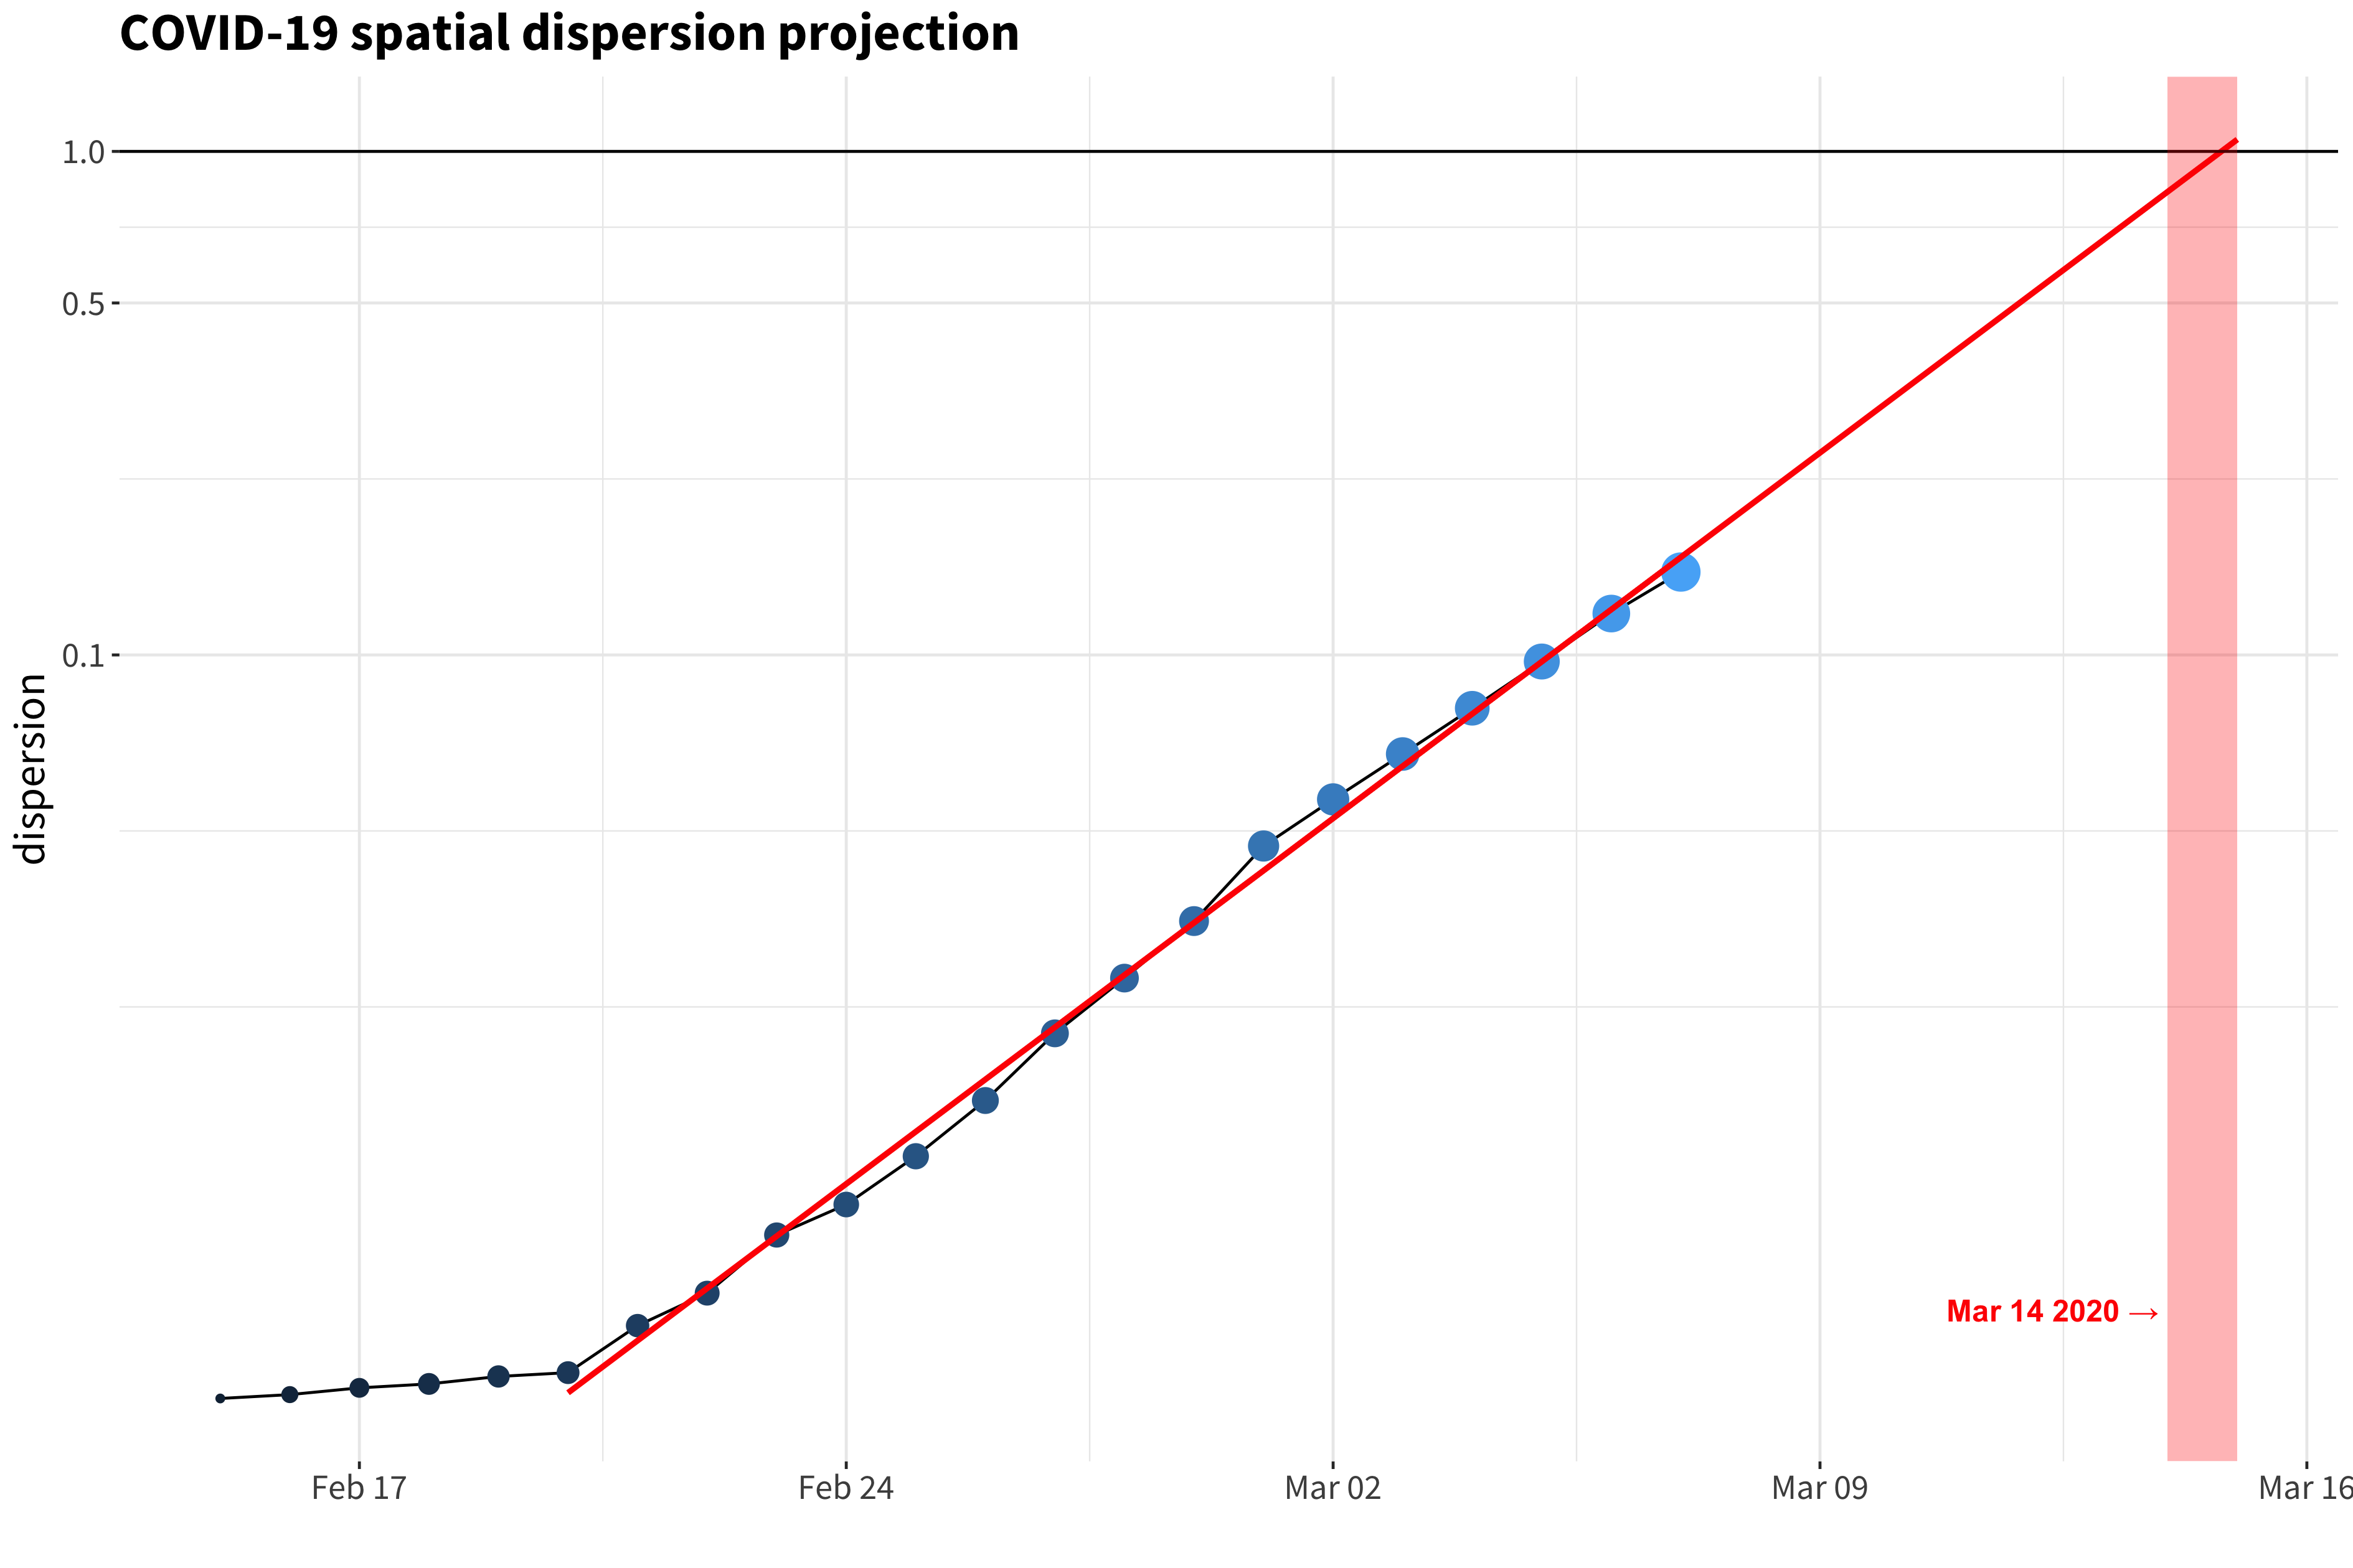 COVID-19 spatial dispersion projection
1.0
0.5
0.1
dispersion
Mar 14 2020 →
Feb 17
Feb 24
Mar 02
Mar 09
Mar 16